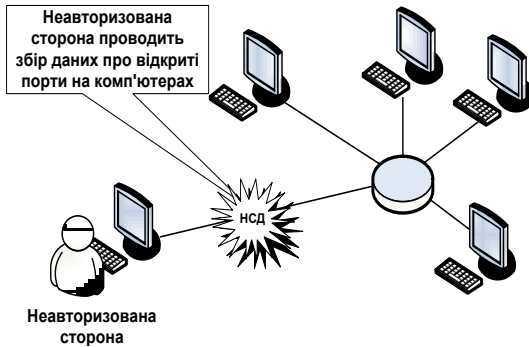 Неавторизована
сторона проводить
збір даних про відкриті
порти на комп'ютерах
НСД
Неавторизована
сторона